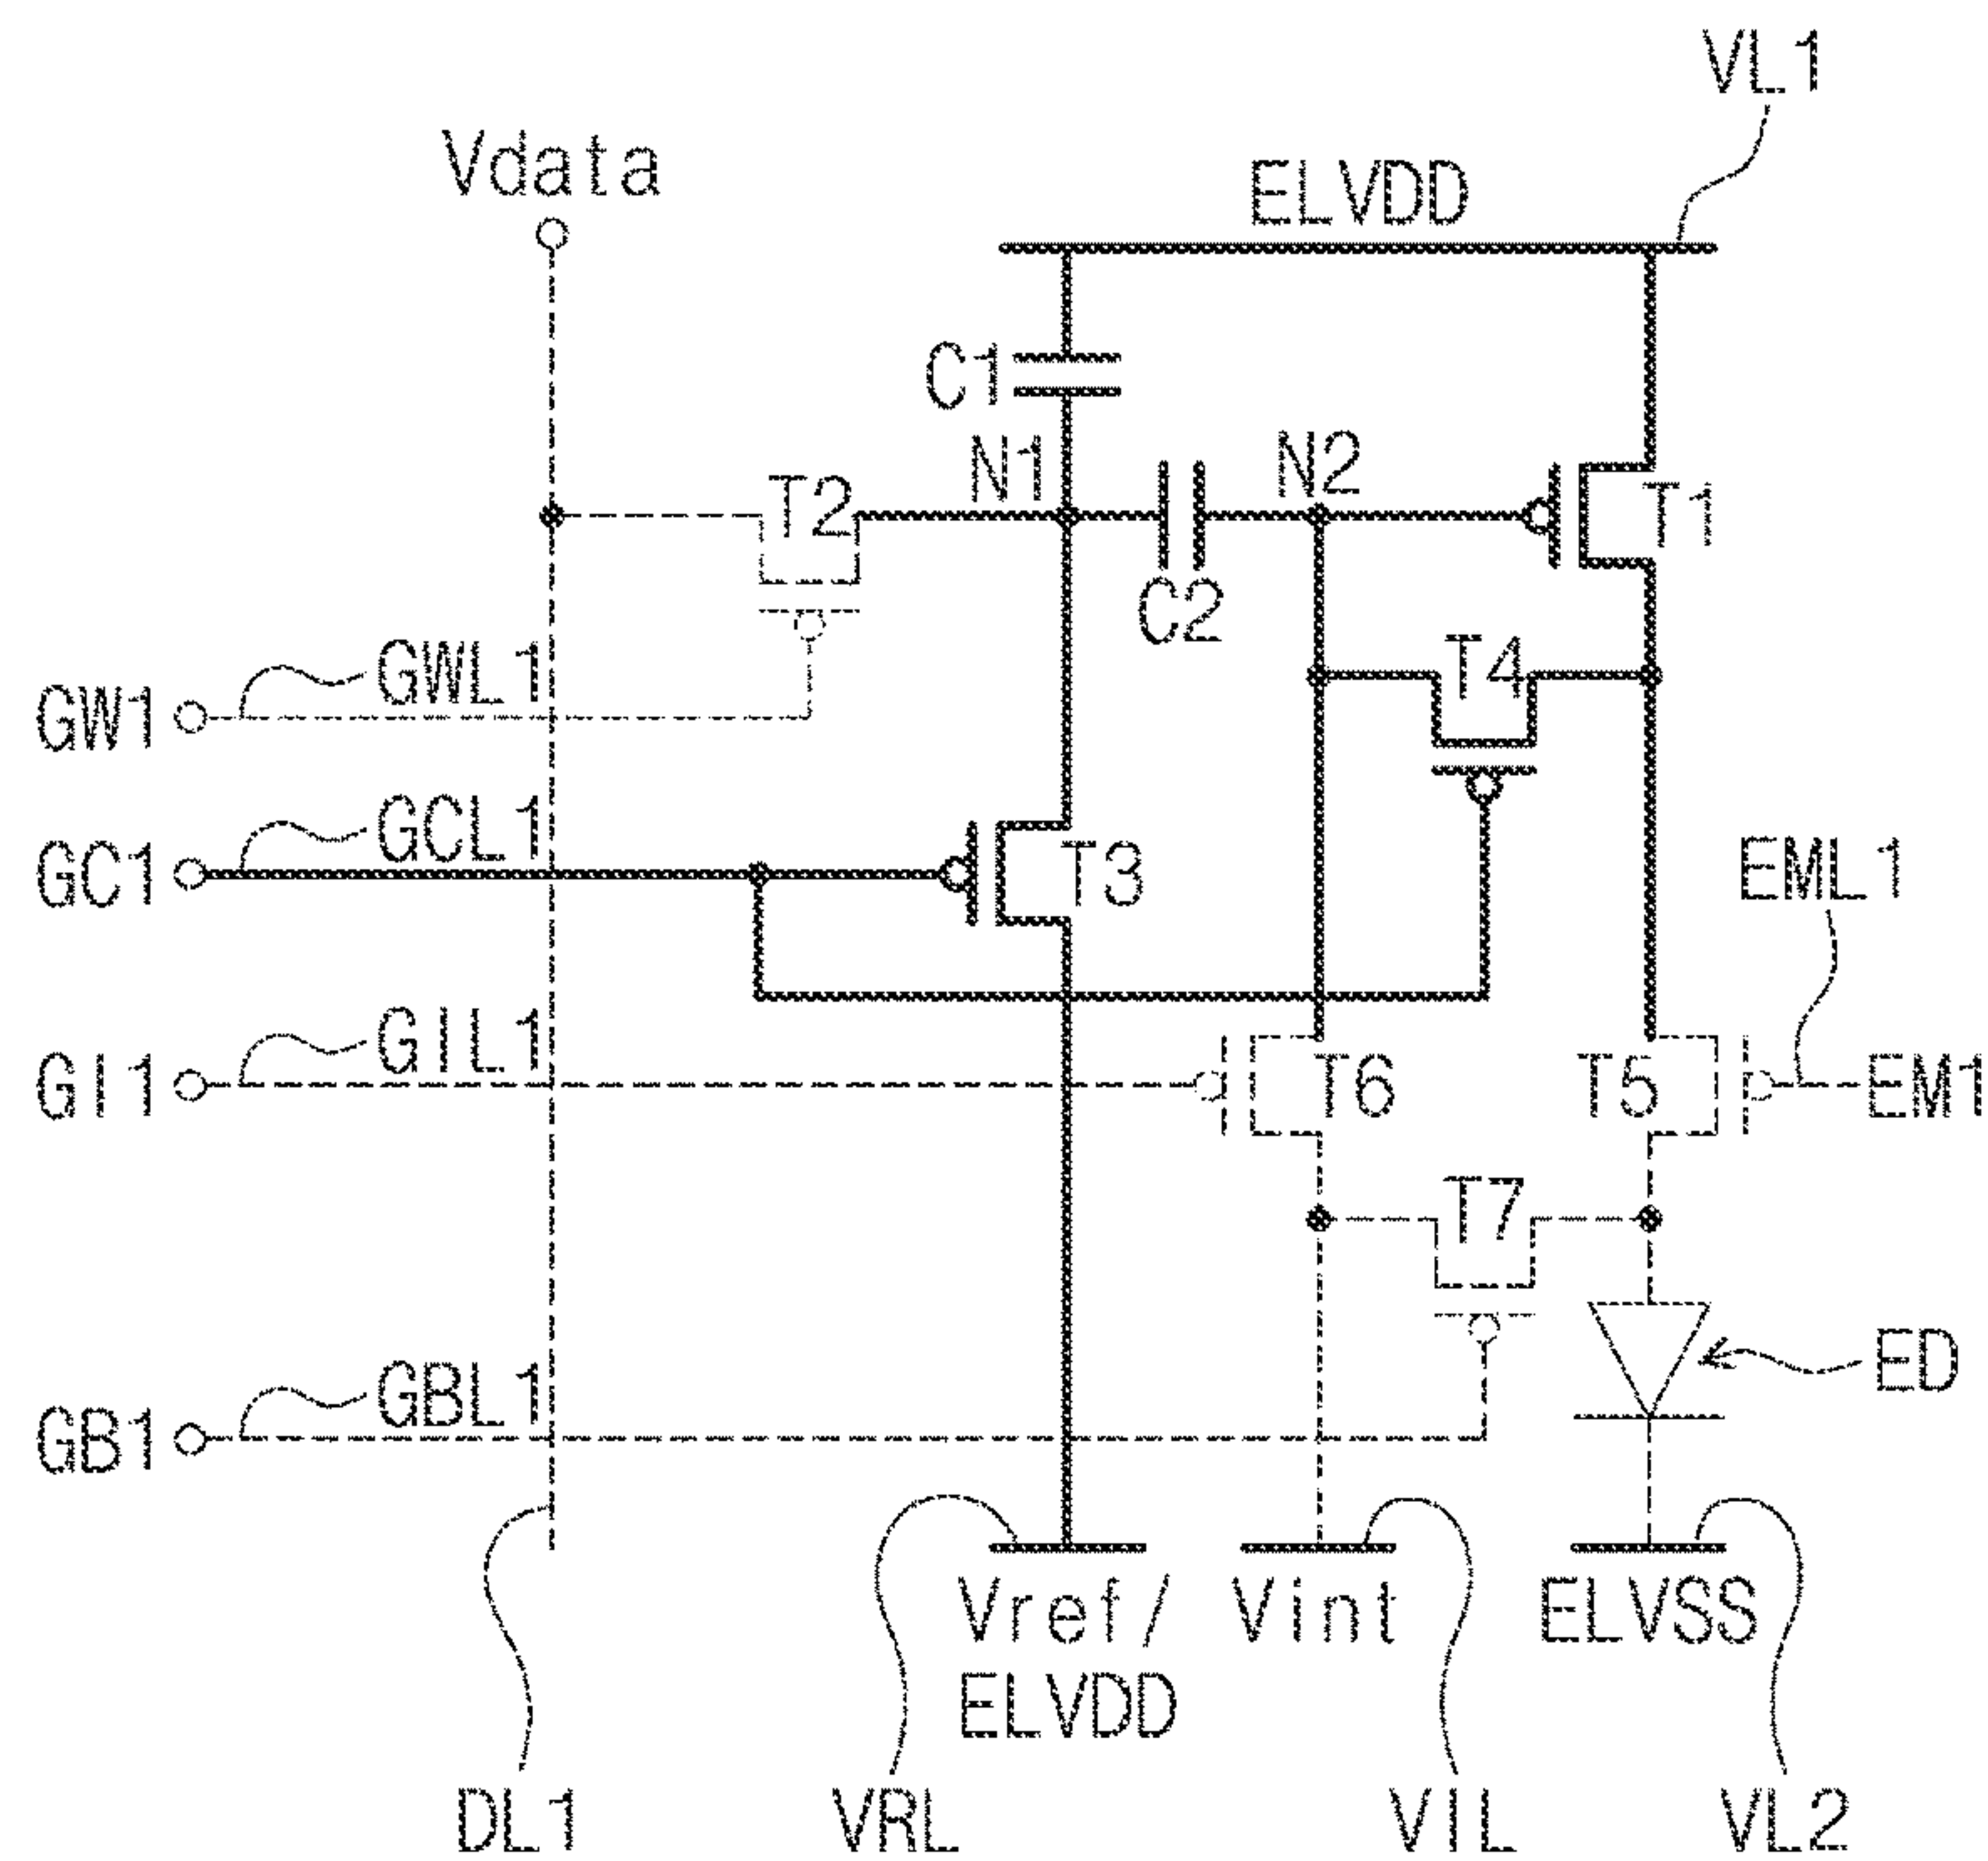 VL1
Vdata
ELVDD
C1
N1
N2
T2
T1
C2
GWL1
T4
GW1
GCL1
GC1
T3
EML1
GIL1
GI1
T6
T5
EM1
T7
GBL1
ED
GB1
Vref/
ELVDD
Vint
ELVSS
DL1
VRL
VIL
VL2